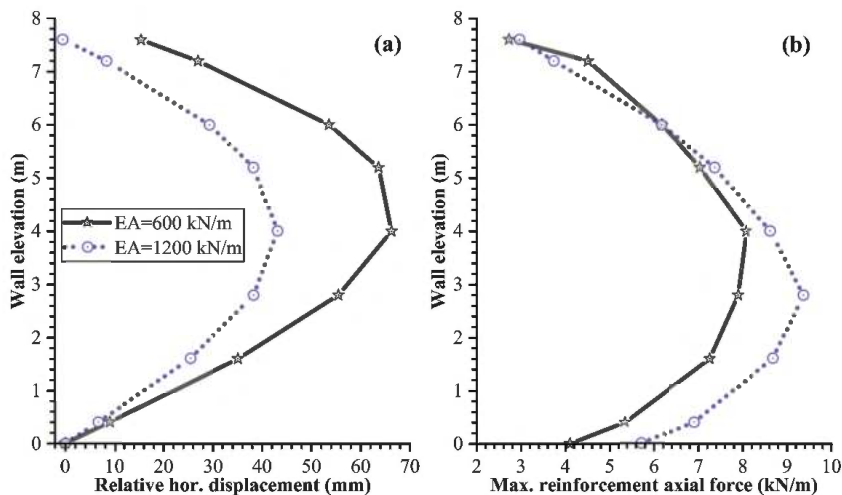 8
7
6
5
4
3
2
1
0
Wall elevation (m)
(a)
EA=600 kN/m
EA=1200 kN/m
0 10 20 30 40 50 60 70
Relative hor. displacement (mm)
8
7
6
5
4
3
2
1
0
Wall elevation (m)
(b)
2 3 4 5 6 7 8 9 10
Max. reinforcement axial force (kN/m)